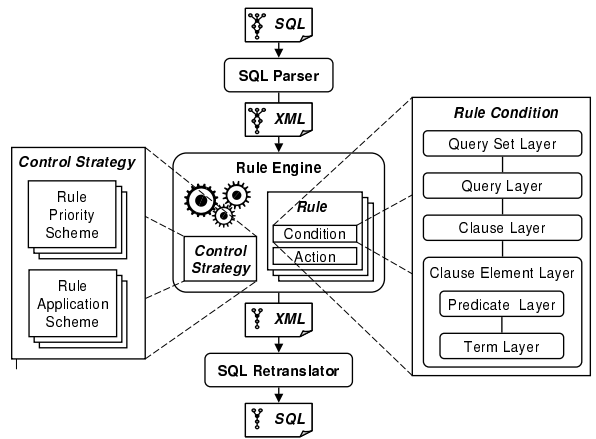 SQL
SQL Parser
XML
Rule Engine
Rule
Condition
Action
Control
Strategy
XML
SQL Retranslator
SQL
Control Strategy
Rule
Priority
Scheme
Rule
Application
Scheme
Rule Condition
Query Set Layer
Query Layer
Clause Layer
Clause Element Layer
Predicate Layer
Term Layer